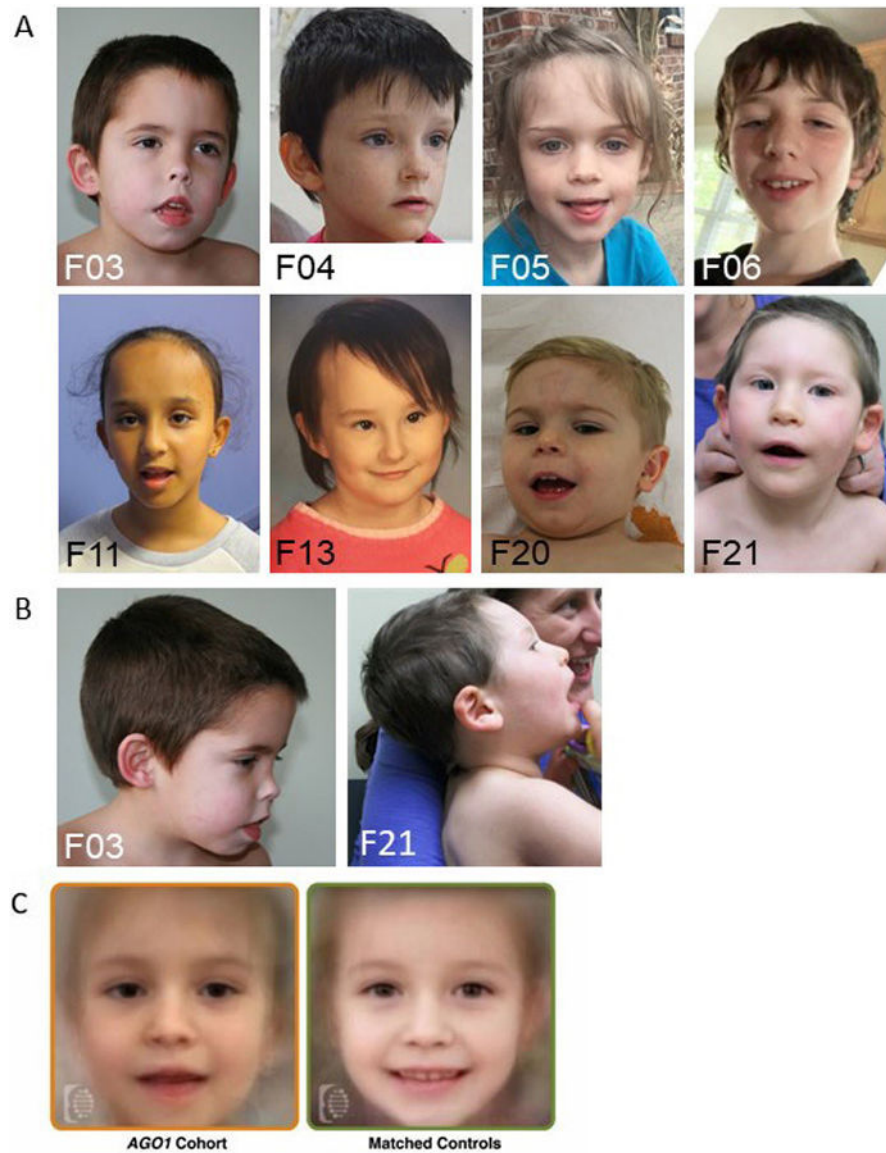 A
F03
F04
F05
F06
F11
F13
F20
F21
B
F03
F21
C
AGO1 Cohort
Matched Controls